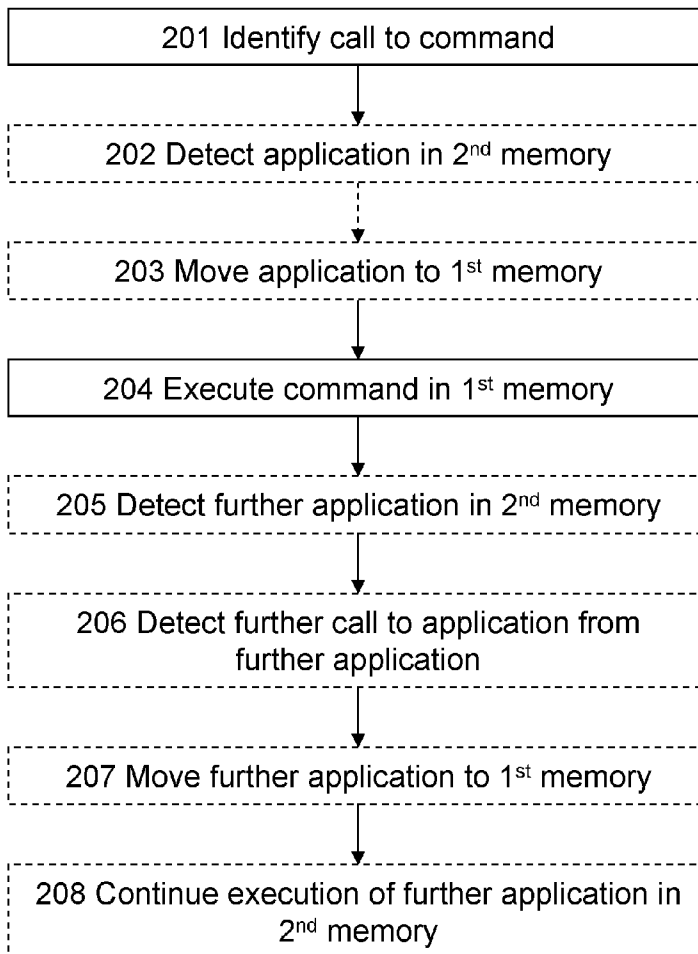 201 Identify call to command
202 Detect application in 2nd memory
203 Move application to 1st memory
204 Execute command in 1st memory
205 Detect further application in 2nd memory
206 Detect further call to application from
further application
207 Move further application to 1st memory
208 Continue execution of further application in
2nd memory